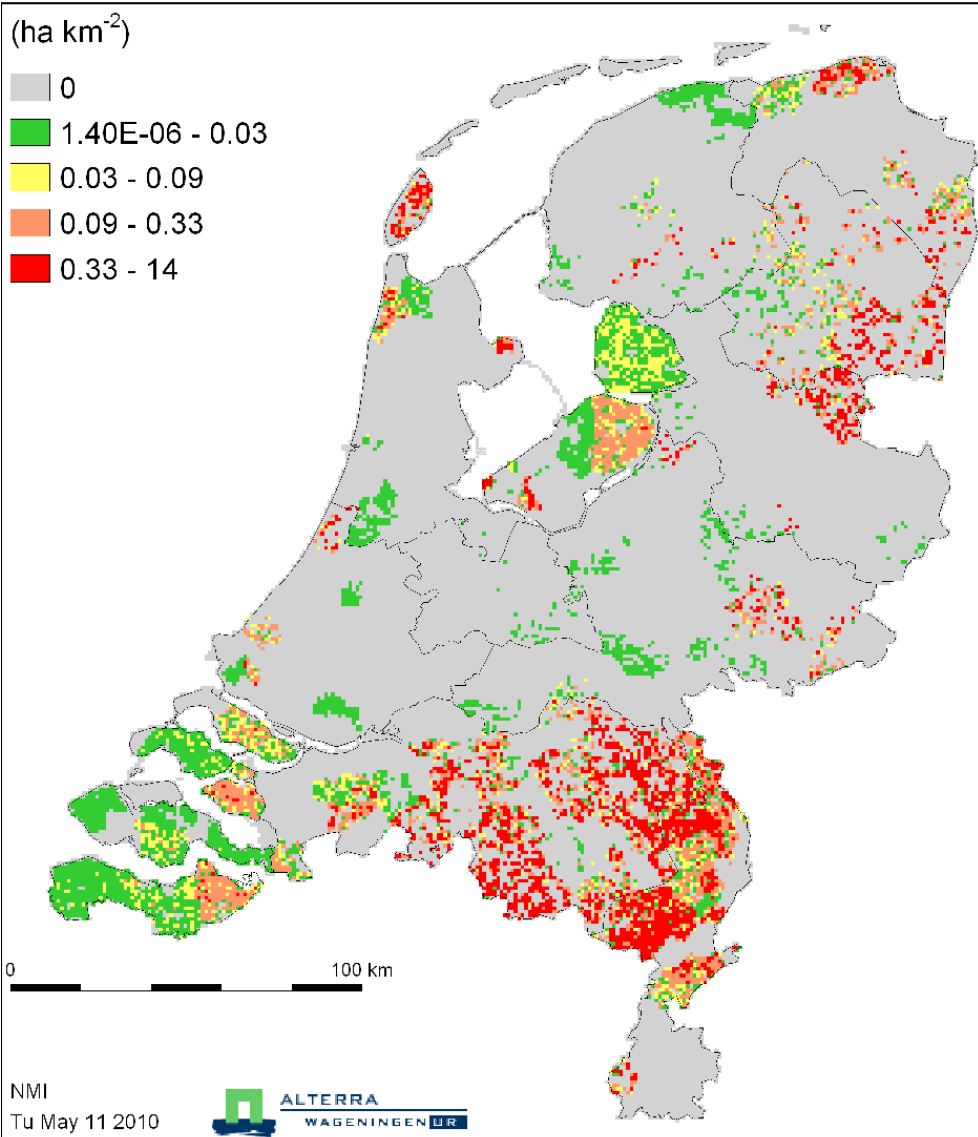 (ha km-2)
0
1.40E-06 - 0.03
0.03 - 0.09
0.09 - 0.33
0.33 - 14
0 100 km
NMI
Tu May 11 2010
ALTERRA
WAGENINGEN UR